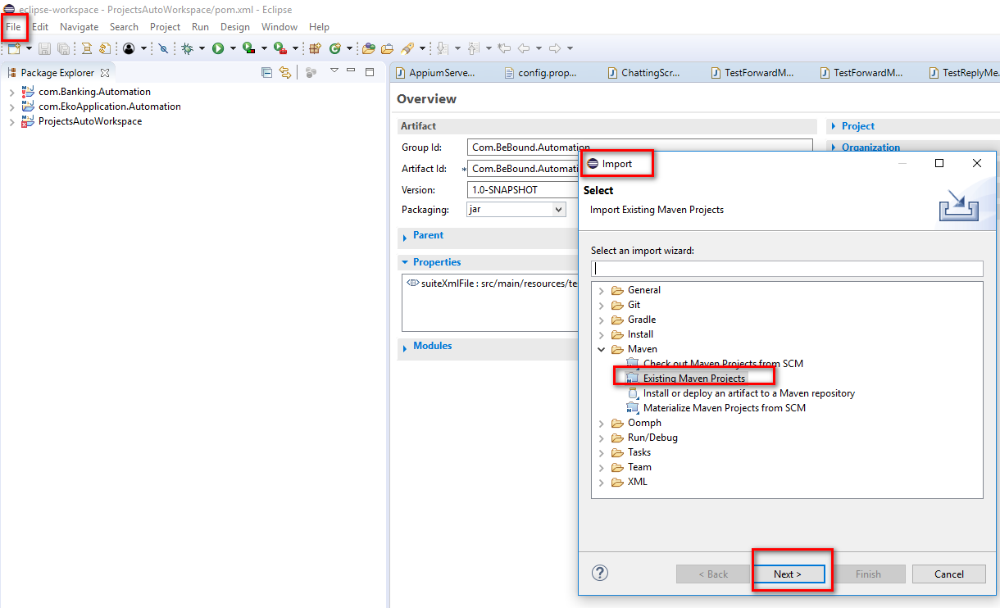 eclipse-workspace - ProjectsAutoWorkspace/pom.xml - Eclipse
File Edit Navigate Search Project Run Design Window Help
Package Explorer
com.Banking.Automation
com.EkoApplication.Automation
ProjectsAutoWorkspace
AppiumServe... config.prop... ChattingScr... TestForwardM... TestForwardM... TestReplyMe.
Overview
Artifact
Group Id: Com.BeBound.Automation
Artifact Id: * Com.BeBound.Automati
Version: 1.0-SNAPSHOT
Packaging: jar
Parent
Properties
suiteXmlFile : src/main/resources/te
Modules
Project
Organization
Import
Select
Import Existing Maven Projects
Select an import wizard:
General
Git
Gradle
Install
Maven
Check out Maven Projects from SCM
Existing Maven Projects
Install or deploy an artifact to a Maven repository
Materialize Maven Projects from SCM
Oomph
Run/Debug
Tasks
Team
XML
? < Back Next > Finish Cancel